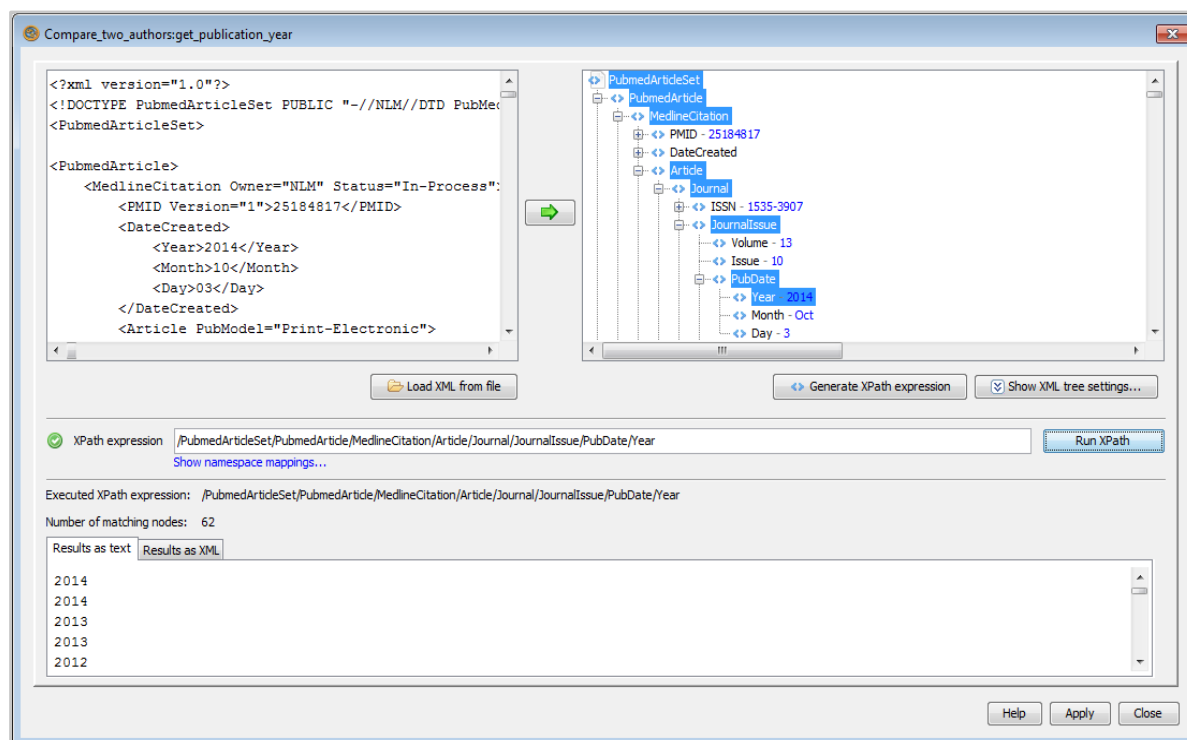 Compare_two_authors:get_publication_year
<?xml version="1.0"?>
<!DOCTYPE PubmedArticleSet PUBLIC "-//NLM//DTD PubMed
<PubmedArticleSet>
<PubmedArticle>
<MedlineCitation Owner="NLM" Status="In-Process">
<PMID Version="1">25184817</PMID>
<DateCreated>
<Year>2014</Year>
<Month>10</Month>
<Day>03</Day>
</DateCreated>
<Article PubModel="Print-Electronic">
PubmedArticleSet
PubmedArticle
MedlineCitation
PMID - 25184817
DateCreated
Article
Journal
ISSN - 1535-3907
JournalIssue
Volume - 13
Issue - 10
PubDate
Year 2014
Month - Oct
Day - 3
Load XML from file
Generate XPath expression
Show XML tree settings...
XPath expression
/PubmedArticleSet/PubmedArticle/MedlineCitation/Article/Journal/JournalIssue/PubDate/Year
Run XPath
Show namespace mappings...
Executed XPath expression: /PubmedArticleSet/PubmedArticle/MedlineCitation/Article/Journal/JournalIssue/PubDate/Year
Number of matching nodes: 62
Results as text
Results as XML
2014
2014
2013
2013
2012
Help
Apply
Close